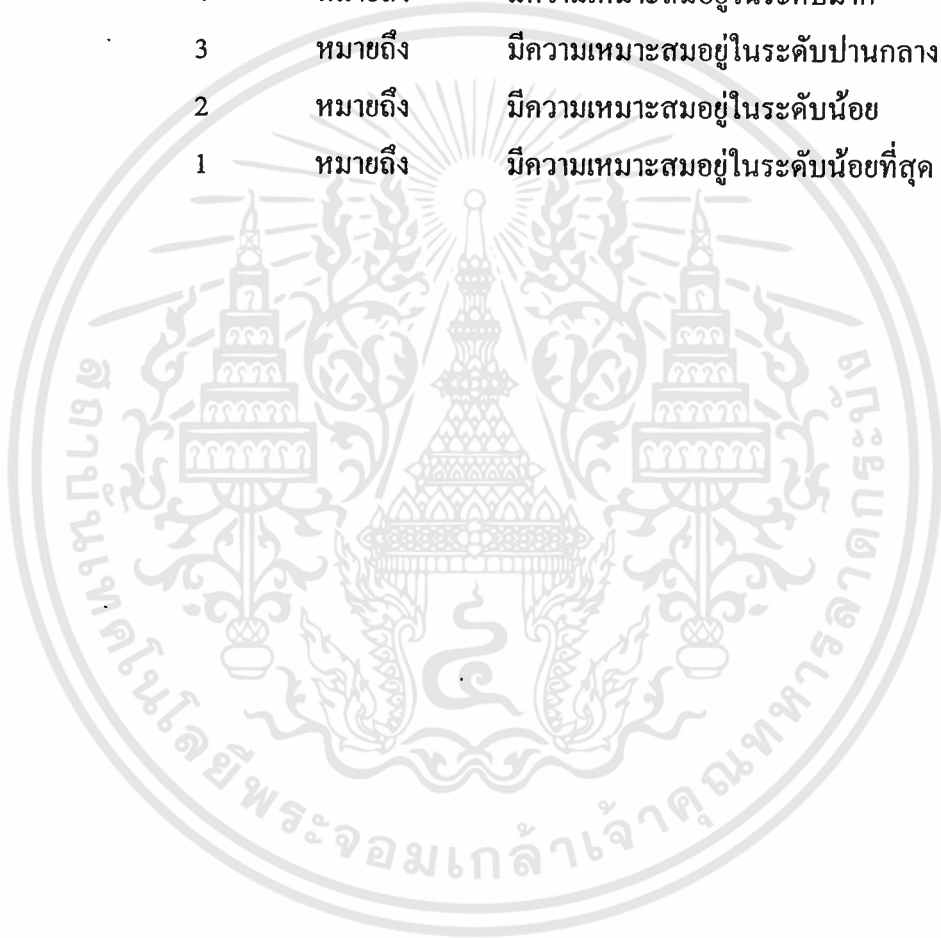 3 หมายถึง มีความเหมาะสมอยู่ในระดับปานกลาง
2 หมายถึง มีความเหมาะสมอยู่ในระดับน้อย
1 หมายถึง มีความเหมาะสมอยู่ในระดับน้อยที่สุด
สถาบันเทคโนโลยีพระจอมเกล้าเจ้าคุณทหารลาดกระบัง
๔